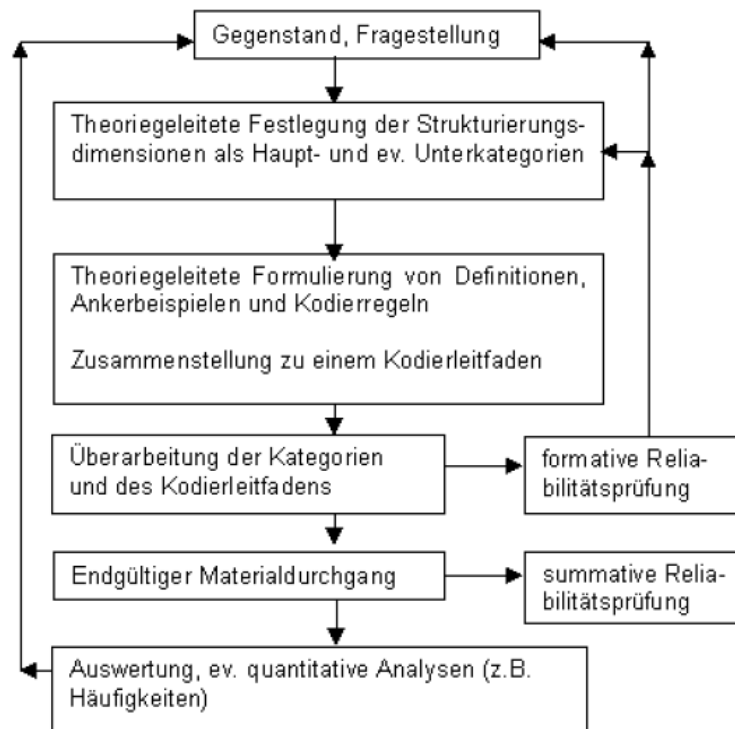 Gegenstand, Fragestellung
Theoriegeleitete Festlegung der Strukturierungs-
dimensionen als Haupt- und ev. Unterkategorien
Theoriegeleitete Formulierung von Definitionen,
Ankerbeispielen und Kodierregeln
Zusammenstellung zu einem Kodierleitfaden
Überarbeitung der Kategorien
und des Kodierleitfadens
formative Relia-
bilitätsprüfung
Endgültiger Materialdurchgang
summative Relia-
bilitätsprüfung
Auswertung, ev. quantitative Analysen (z.B.
Häufigkeiten)